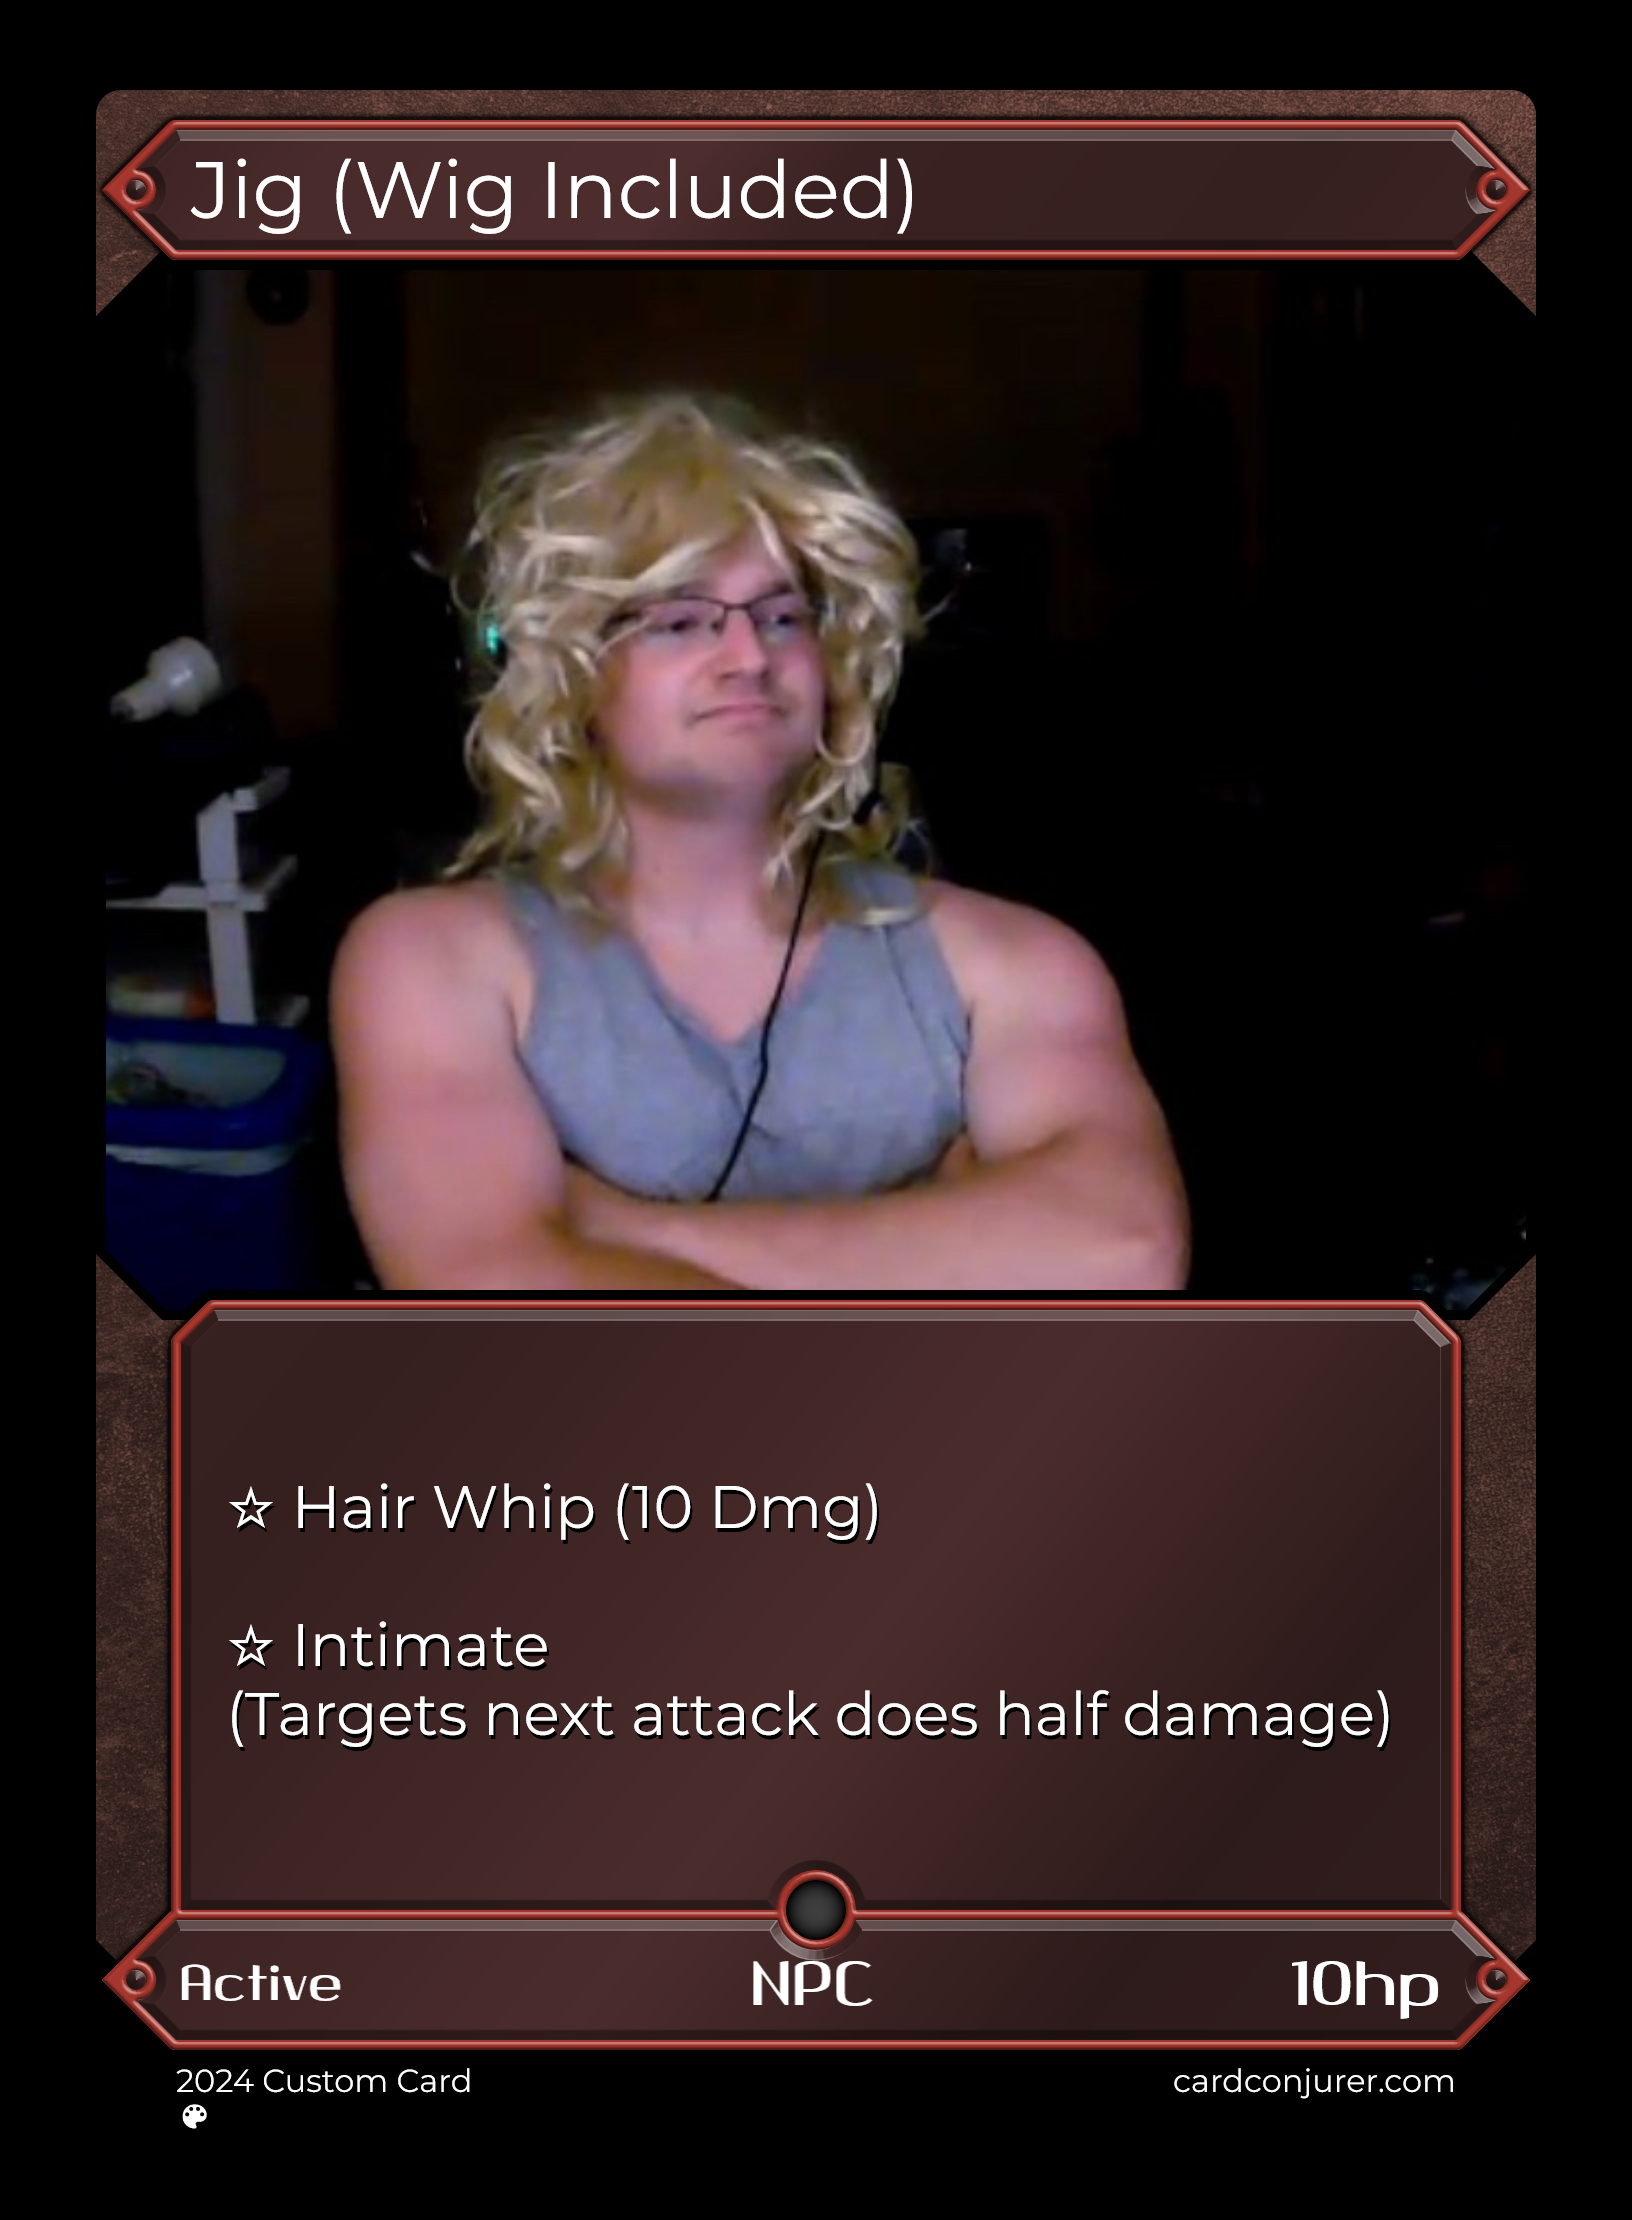 Jig (Wig Included)
☆ Hair Whip (10 Dmg)
☆ Intimate
(Targets next attack does half damage)
Active
NPC
10hp
2024 Custom Card
cardconjurer.com